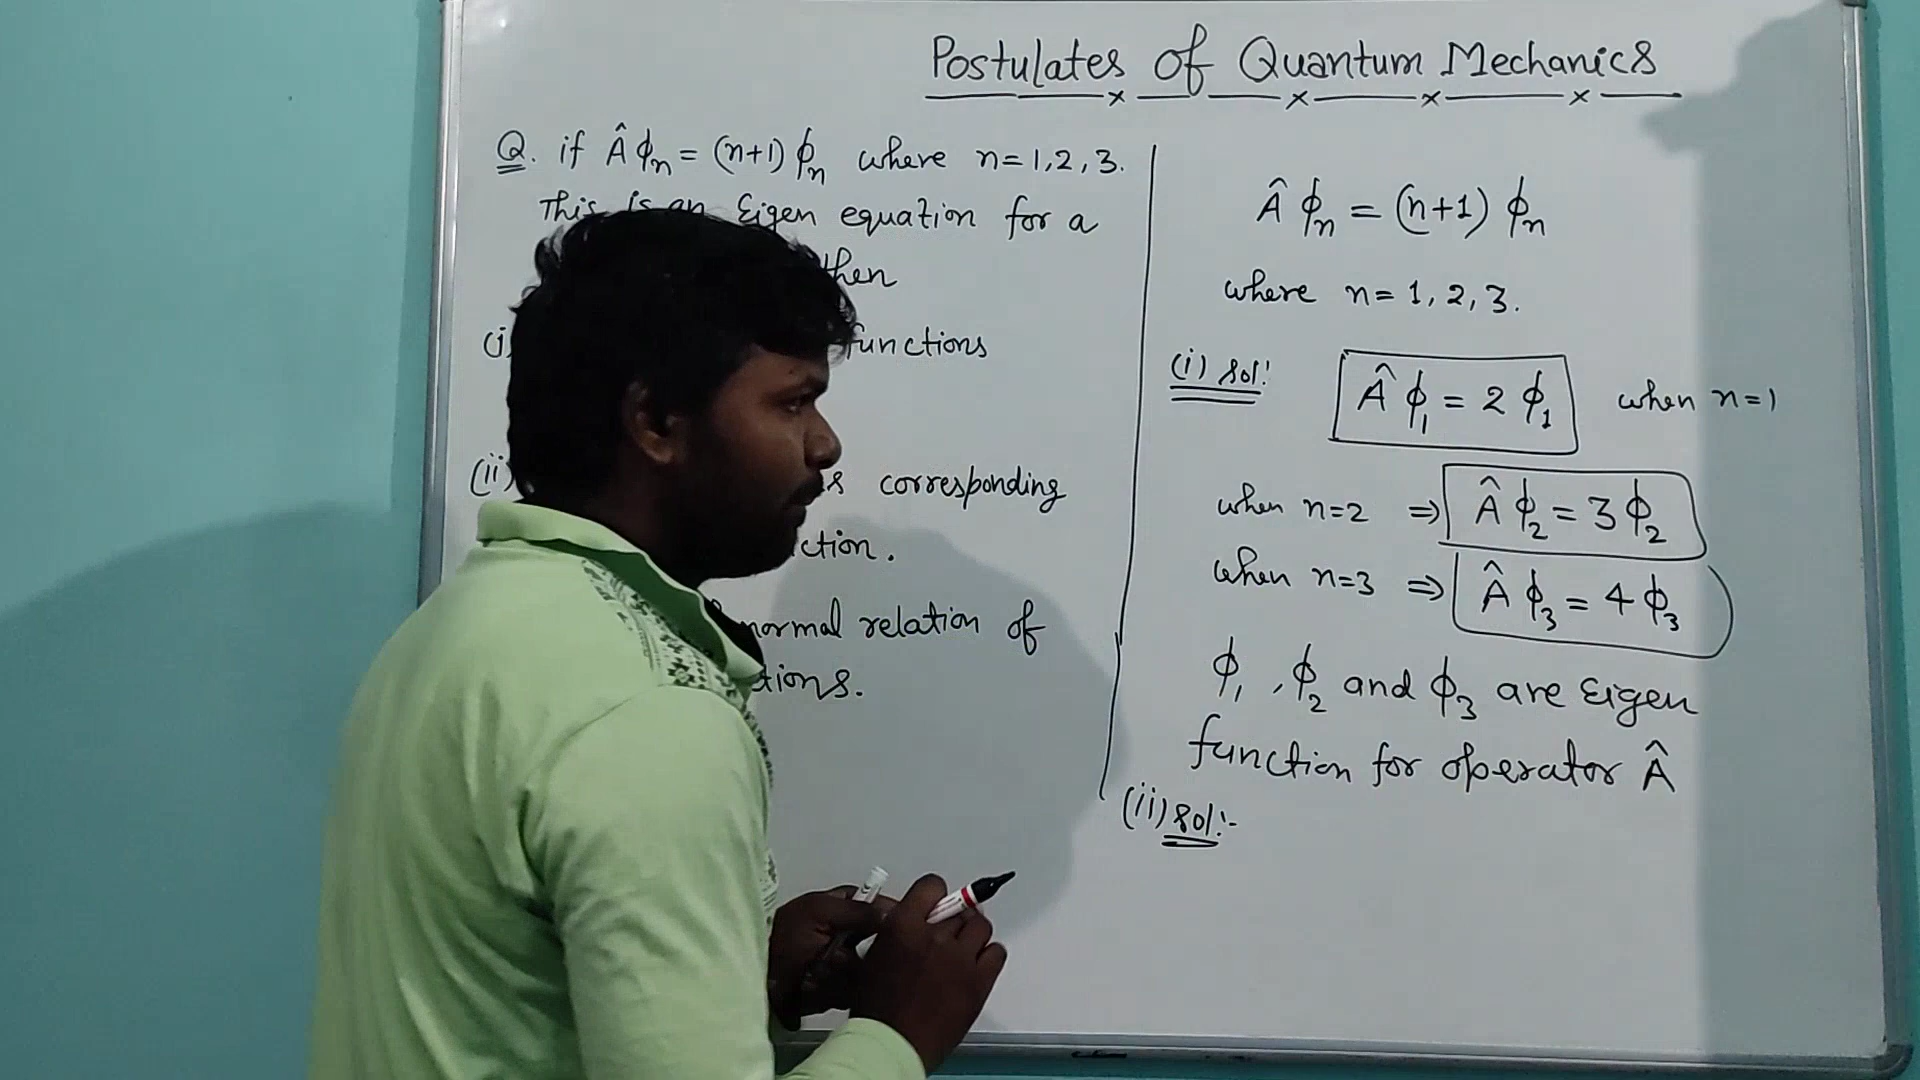 Postulates of Quantum Mechanics
Q. if Â ϕn = (n+1) ϕn where n=1,2,3.
This is an Eigen equation for a
then
(i) functions
(ii) corresponding
normal relation of
Â ϕn = (n+1) ϕn
where n= 1, 2, 3.
(i) sol: Â ϕ1 = 2 ϕ1 when n=1
when n=2 ⇒ Â ϕ2 = 3 ϕ2
when n=3 ⇒ Â ϕ3 = 4 ϕ3
ϕ1 , ϕ2 and ϕ3 are Eigen
function for operator Â
(ii) sol:-